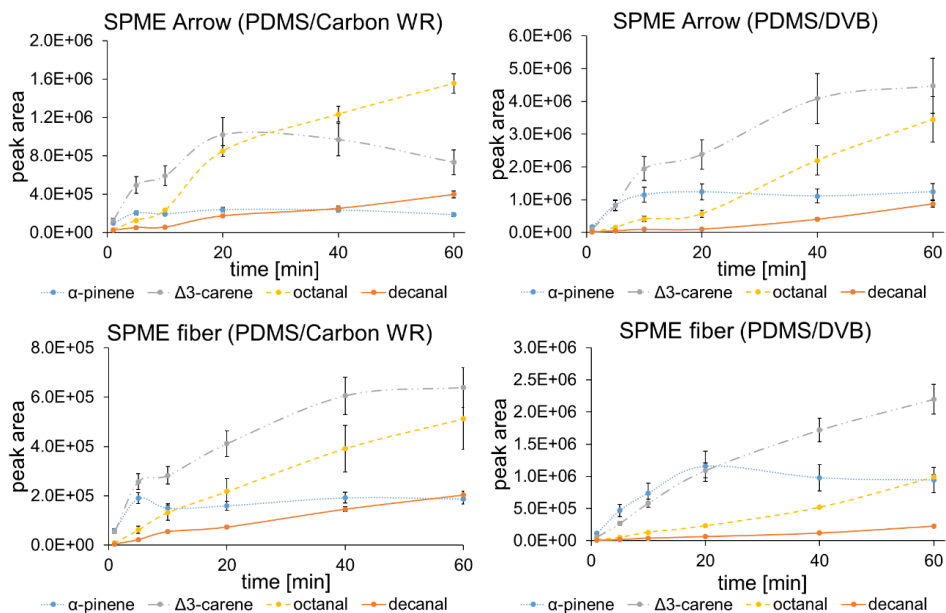 SPME Arrow (PDMS/Carbon WR)
2.0E+06
1.6E+06
1.2E+06
8.0E+05
4.0E+05
0.0E+00
peak area
0 20 40 60
time [min]
α-pinene Δ3-carene octanal decanal
SPME Arrow (PDMS/DVB)
6.0E+06
5.0E+06
4.0E+06
3.0E+06
2.0E+06
1.0E+06
0.0E+00
peak area
0 20 40 60
time [min]
α-pinene Δ3-carene octanal decanal
SPME fiber (PDMS/Carbon WR)
8.0E+05
6.0E+05
4.0E+05
2.0E+05
0.0E+00
peak area
0 20 40 60
time [min]
α-pinene Δ3-carene octanal decanal
SPME fiber (PDMS/DVB)
3.0E+06
2.5E+06
2.0E+06
1.5E+06
1.0E+06
5.0E+05
0.0E+00
peak area
0 20 40 60
time [min]
α-pinene Δ3-carene octanal decanal